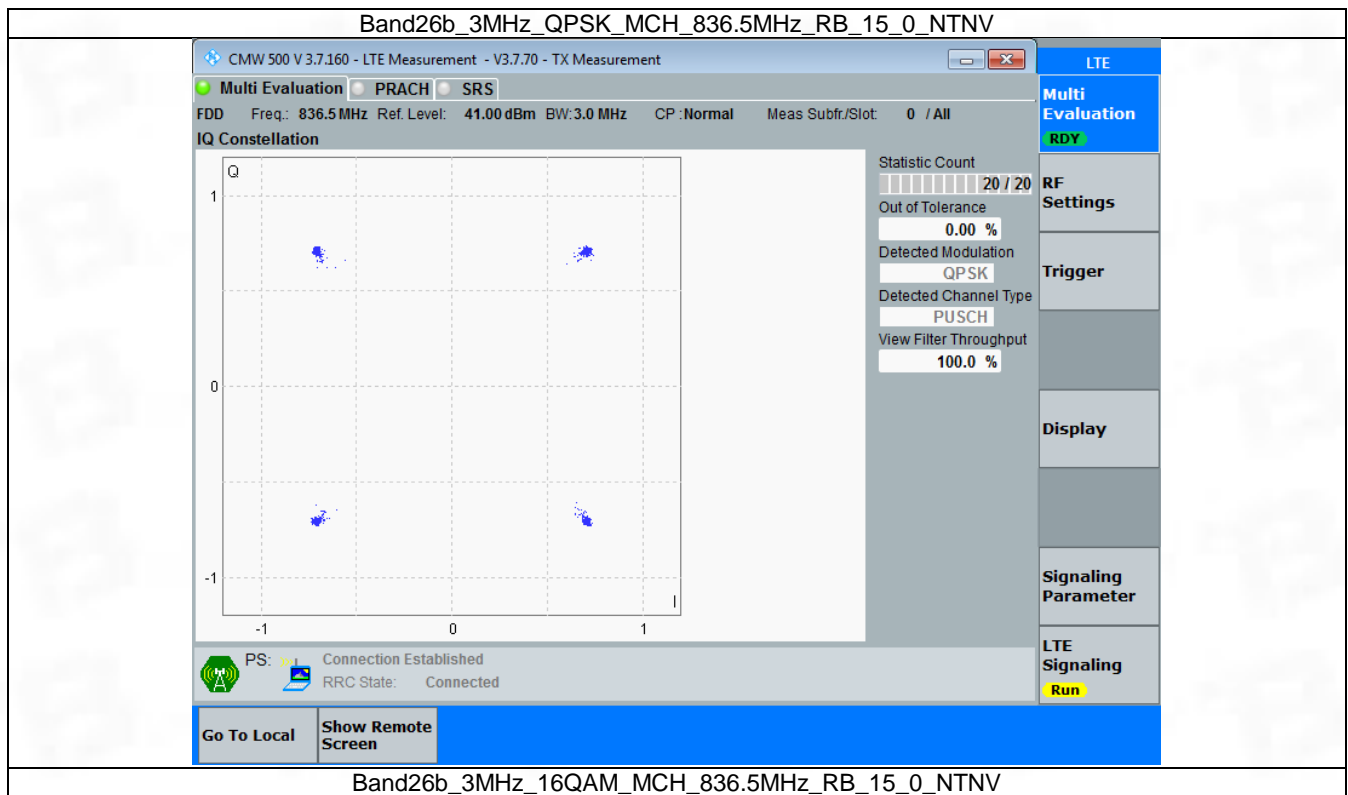 Band26b_3MHz_QPSK_MCH_836.5MHz_RB_15_0_NTNV
CMW 500 V 3.7.160 - LTE Measurement - V3.7.70 - TX Measurement
LTE
Multi Evaluation PRACH SRS
FDD Freq.: 836.5 MHz Ref. Level: 41.00 dBm BW: 3.0 MHz CP : Normal Meas Subfr./Slot: 0 / All
IQ Constellation
Q
1
0
-1
I
-1 0 1
Statistic Count
20 / 20
Out of Tolerance
0.00 %
Detected Modulation
QPSK
Detected Channel Type
PUSCH
View Filter Throughput
100.0 %
Multi
Evaluation
RDY
RF
Settings
Trigger
Display
Signaling
Parameter
LTE
Signaling
Run
PS: Connection Established
RRC State: Connected
Go To Local
Show Remote
Screen
Band26b_3MHz_16QAM_MCH_836.5MHz_RB_15_0_NTNV